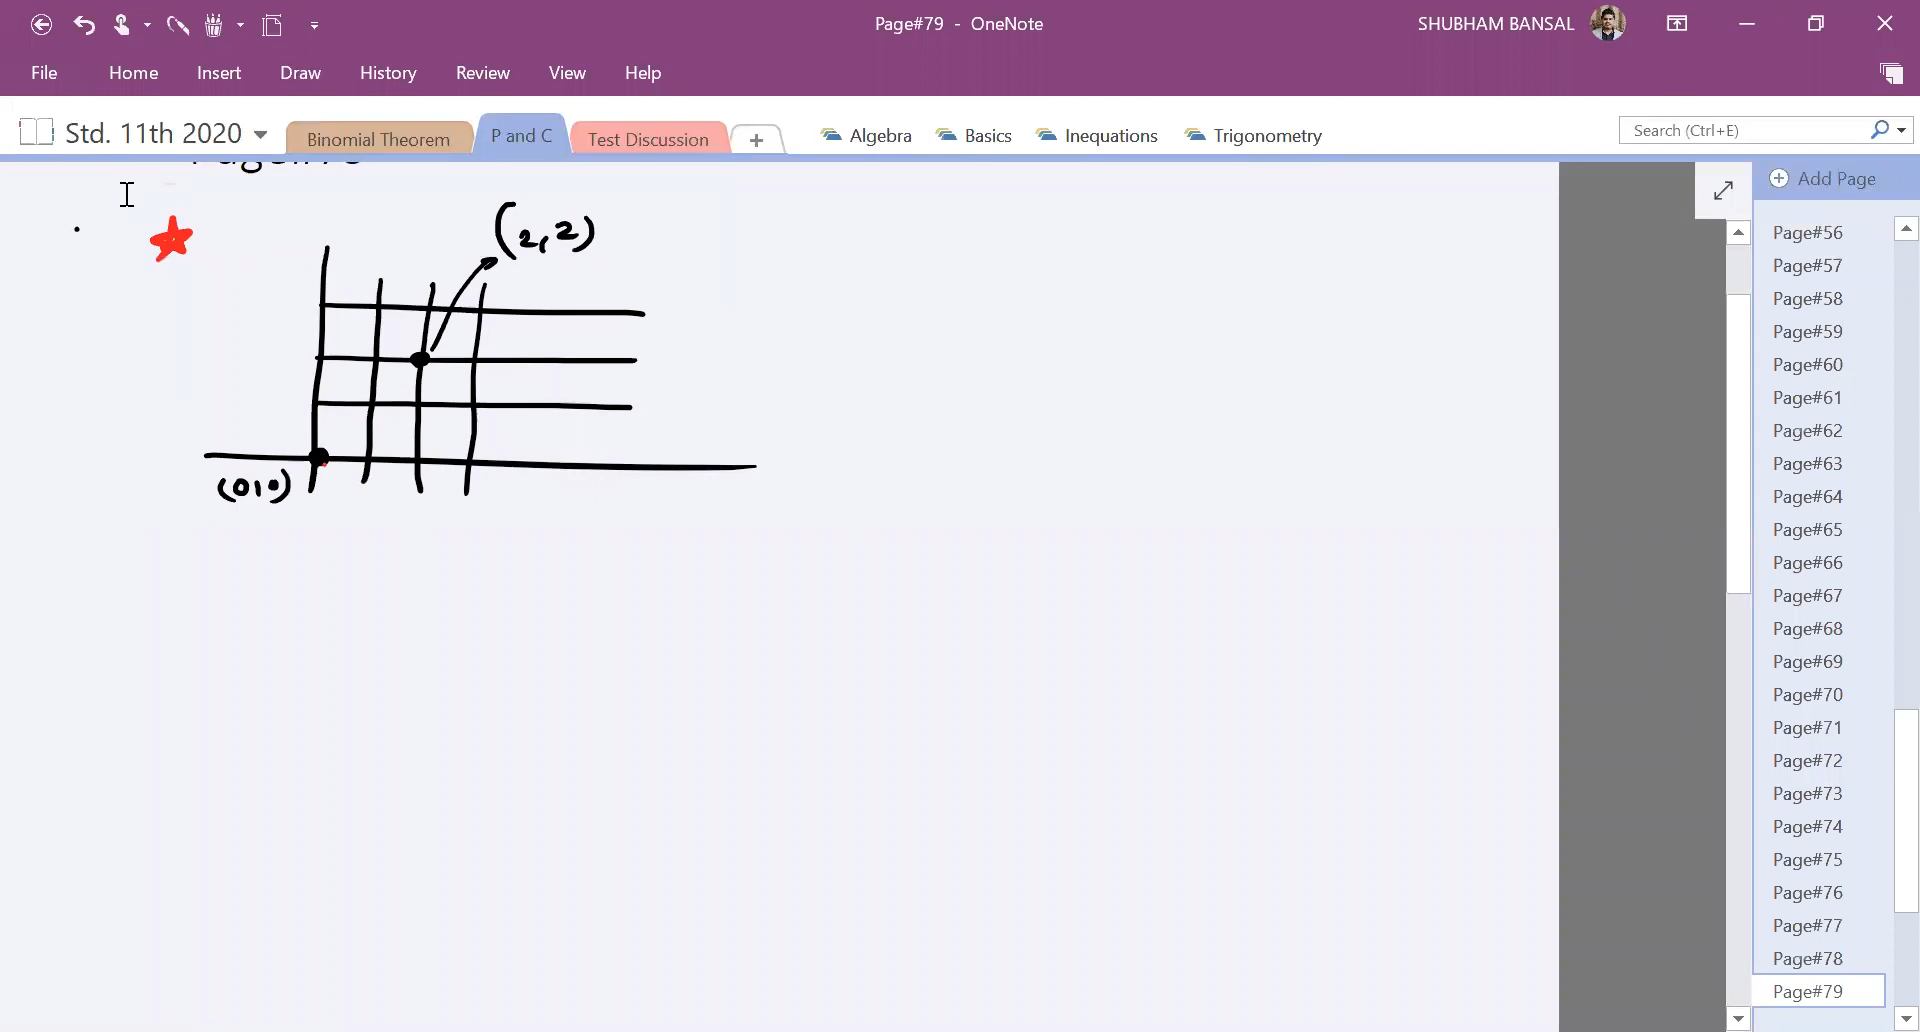 Page#79 - OneNote
SHUBHAM BANSAL
File Home Insert Draw History Review View Help
Std. 11th 2020
Binomial Theorem
P and C
Test Discussion
Algebra
Basics
Inequations
Trigonometry
Search (Ctrl+E)
(2,2)
(0,0)
Add Page
Page#56
Page#57
Page#58
Page#59
Page#60
Page#61
Page#62
Page#63
Page#64
Page#65
Page#66
Page#67
Page#68
Page#69
Page#70
Page#71
Page#72
Page#73
Page#74
Page#75
Page#76
Page#77
Page#78
Page#79